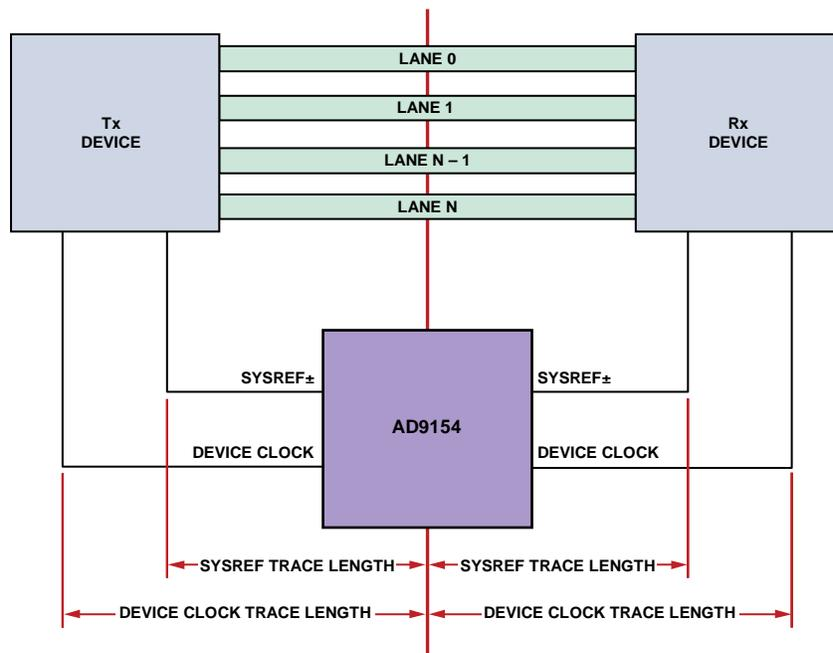 LANE 0
LANE 1
LANE N – 1
LANE N
Tx
DEVICE
Rx
DEVICE
SYSREF±
SYSREF±
AD9154
DEVICE CLOCK
DEVICE CLOCK
SYSREF TRACE LENGTH
SYSREF TRACE LENGTH
DEVICE CLOCK TRACE LENGTH
DEVICE CLOCK TRACE LENGTH